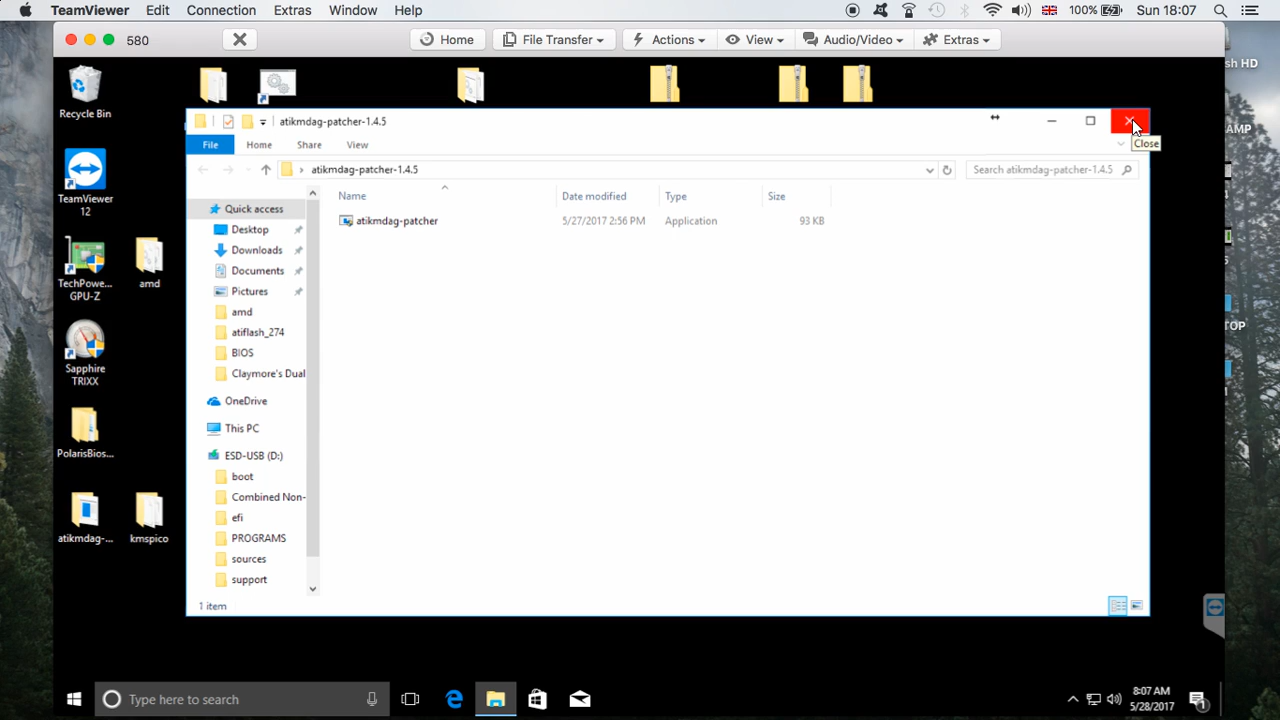 TeamViewer Edit Connection Extras Window Help 100% Sun 18:07
580 Home File Transfer Actions View Audio/Video Extras
sh HD
Recycle Bin
atikmdag-patcher-1.4.5
Close
AMP
File Home Share View
atikmdag-patcher-1.4.5 Search atikmdag-patcher-1.4.5
Name Date modified Type Size
atikmdag-patcher 5/27/2017 2:56 PM Application 93 KB
Quick access
Desktop
Downloads
Documents
Pictures
amd
atiflash_274
BIOS
Claymore's Dual
OneDrive
This PC
ESD-USB (D:)
boot
Combined Non-
efi
PROGRAMS
sources
support
1 item
TeamViewer
12
TechPowe...
GPU-Z
amd
Sapphire
TRIXX
PolarisBios...
atikmdag-...
kmspico
TOP
Type here to search
8:07 AM
5/28/2017
1